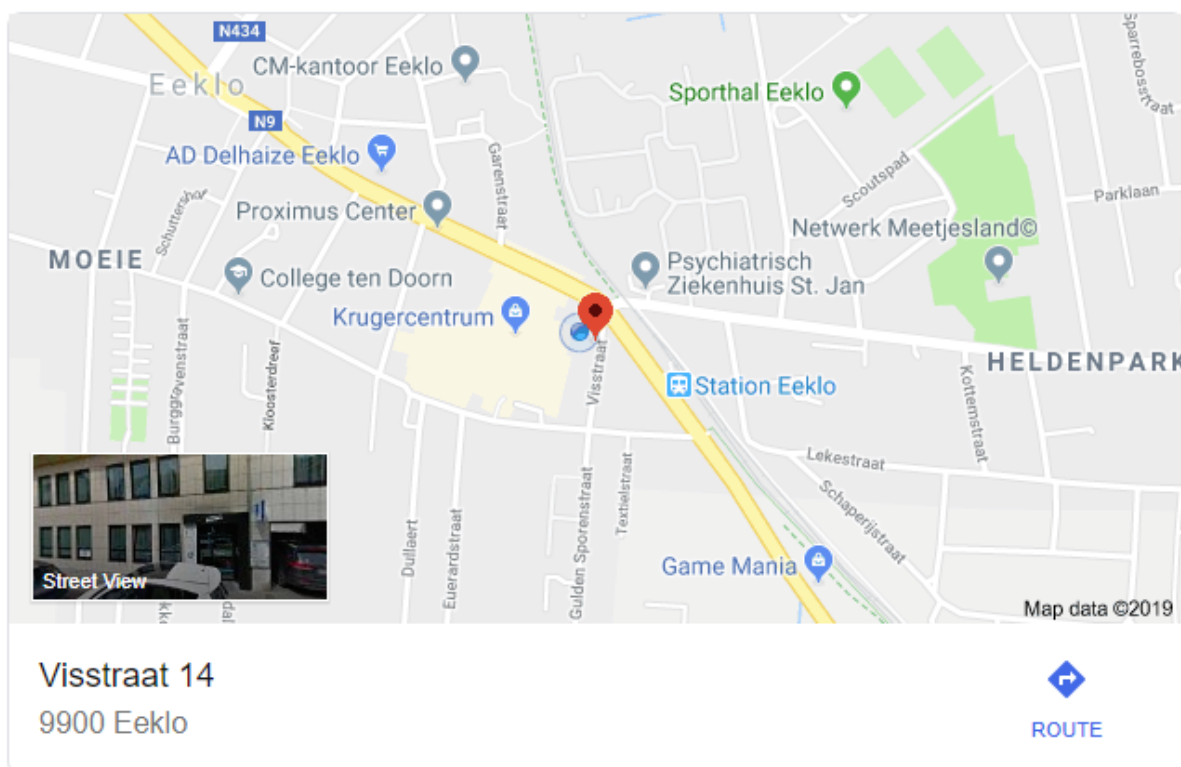 N434
CM-kantoor Eeklo
Eeklo
Sporthal Eeklo
Sparrebosstraat
N9
AD Delhaize Eeklo
Garenstraat
Scoutspad
Parklaan
Schuttershof
Proximus Center
Netwerk Meetjesland©
MOEIE
College ten Doorn
Psychiatrisch
Ziekenhuis St. Jan
Krugercentrum
HELDENPARK
Burggravenstraat
Kloosterdreef
Visstraat
Station Eeklo
Kottemstraat
Lekestraat
Schaperijstraat
Textielstraat
Gulden Sporenstraat
Dullaert
Euerardstraat
Game Mania
Street View
Map data ©2019
Visstraat 14
9900 Eeklo
ROUTE